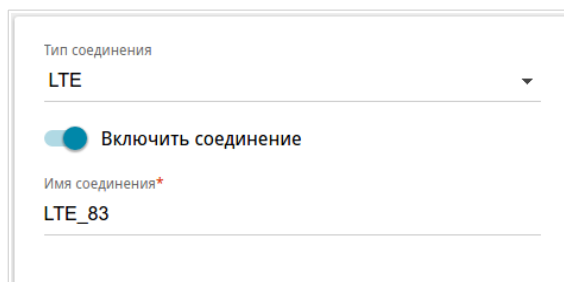 Тип соединения
LTE
Включить соединение
Имя соединения*
LTE_83